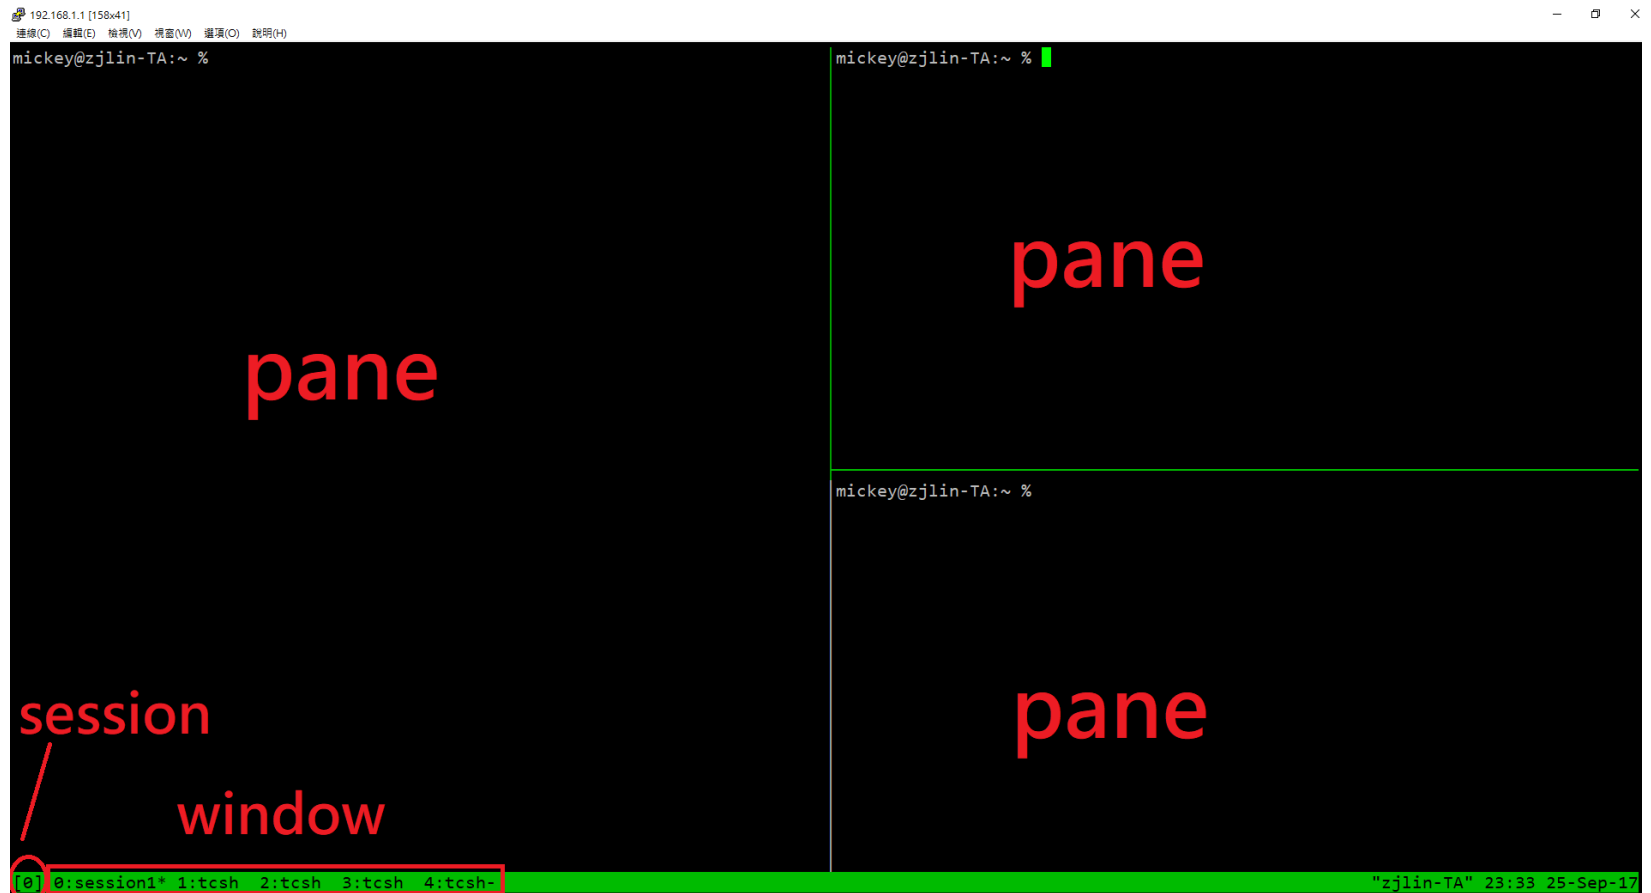 192.168.1.1 [158x41]
連線(C) 編輯(E) 檢視(V) 視窗(W) 選項(O) 說明(H)
mickey@zjlin-TA:~ %
mickey@zjlin-TA:~ %
pane
pane
mickey@zjlin-TA:~ %
pane
session
window
[0] 0:session1* 1:tcsh 2:tcsh 3:tcsh 4:tcsh-
"zjlin-TA" 23:33 25-Sep-17